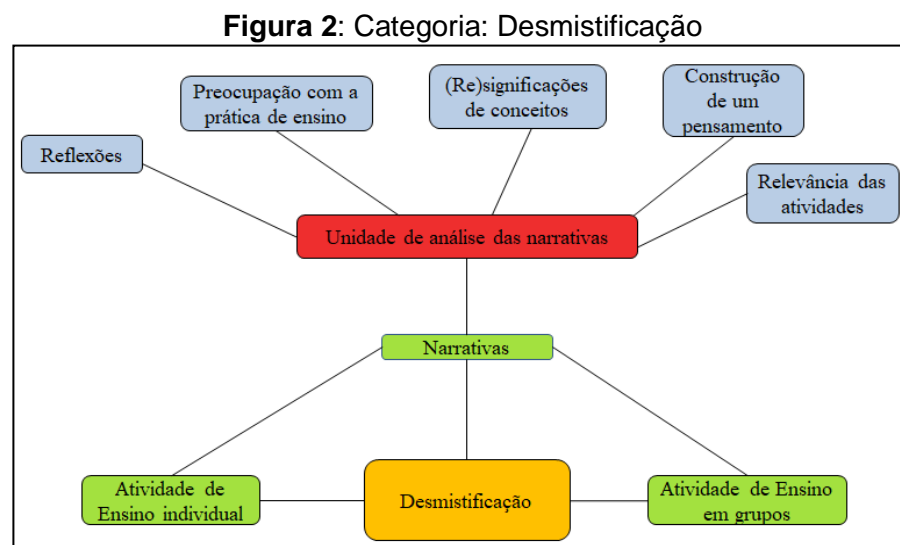 Figura 2: Categoria: Desmistificação
Preocupação com a
prática de ensino
(Re)significações
de conceitos
Construção
de um
pensamento
Reflexões
Relevância das
atividades
Unidade de análise das narrativas
Narrativas
Atividade de
Ensino individual
Desmistificação
Atividade de Ensino
em grupos